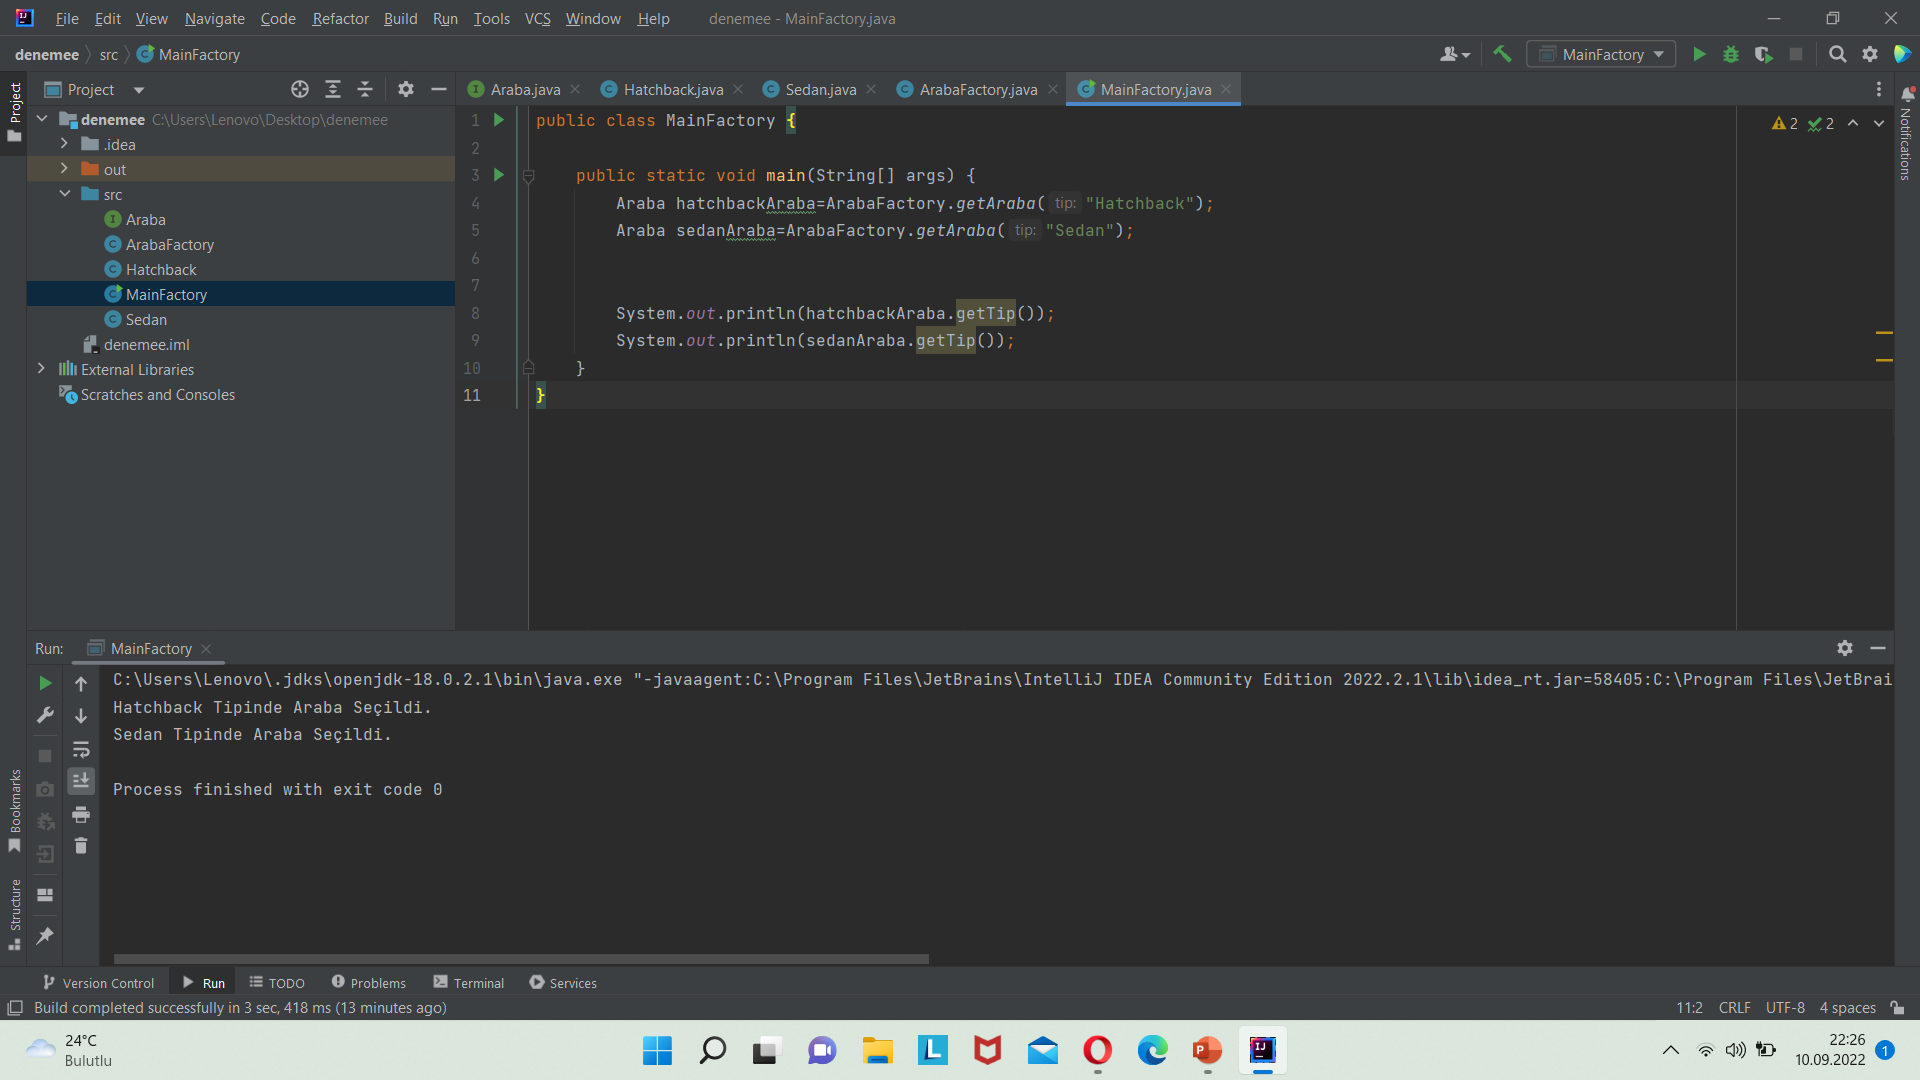 File Edit View Navigate Code Refactor Build Run Tools VCS Window Help denemee - MainFactory.java
denemee src MainFactory MainFactory
Project
Project
denemee C:\Users\Lenovo\Desktop\denemee
.idea
out
src
Araba
ArabaFactory
Hatchback
MainFactory
Sedan
denemee.iml
External Libraries
Scratches and Consoles
Araba.java Hatchback.java Sedan.java ArabaFactory.java MainFactory.java
2 2
Notifications
1 public class MainFactory {
2
3 public static void main(String[] args) {
4 Araba hatchbackAraba=ArabaFactory.getAraba( tip: "Hatchback");
5 Araba sedanAraba=ArabaFactory.getAraba( tip: "Sedan");
6
7
8 System.out.println(hatchbackAraba.getTip());
9 System.out.println(sedanAraba.getTip());
10 }
11 }
Run: MainFactory
C:\Users\Lenovo\.jdks\openjdk-18.0.2.1\bin\java.exe "-javaagent:C:\Program Files\JetBrains\IntelliJ IDEA Community Edition 2022.2.1\lib\idea_rt.jar=58405:C:\Program Files\JetBrai
Hatchback Tipinde Araba Seçildi.
Sedan Tipinde Araba Seçildi.
Process finished with exit code 0
Bookmarks
Structure
Version Control Run TODO Problems Terminal Services
Build completed successfully in 3 sec, 418 ms (13 minutes ago) 11:2 CRLF UTF-8 4 spaces
24°C
Bulutlu
22:26
10.09.2022
1